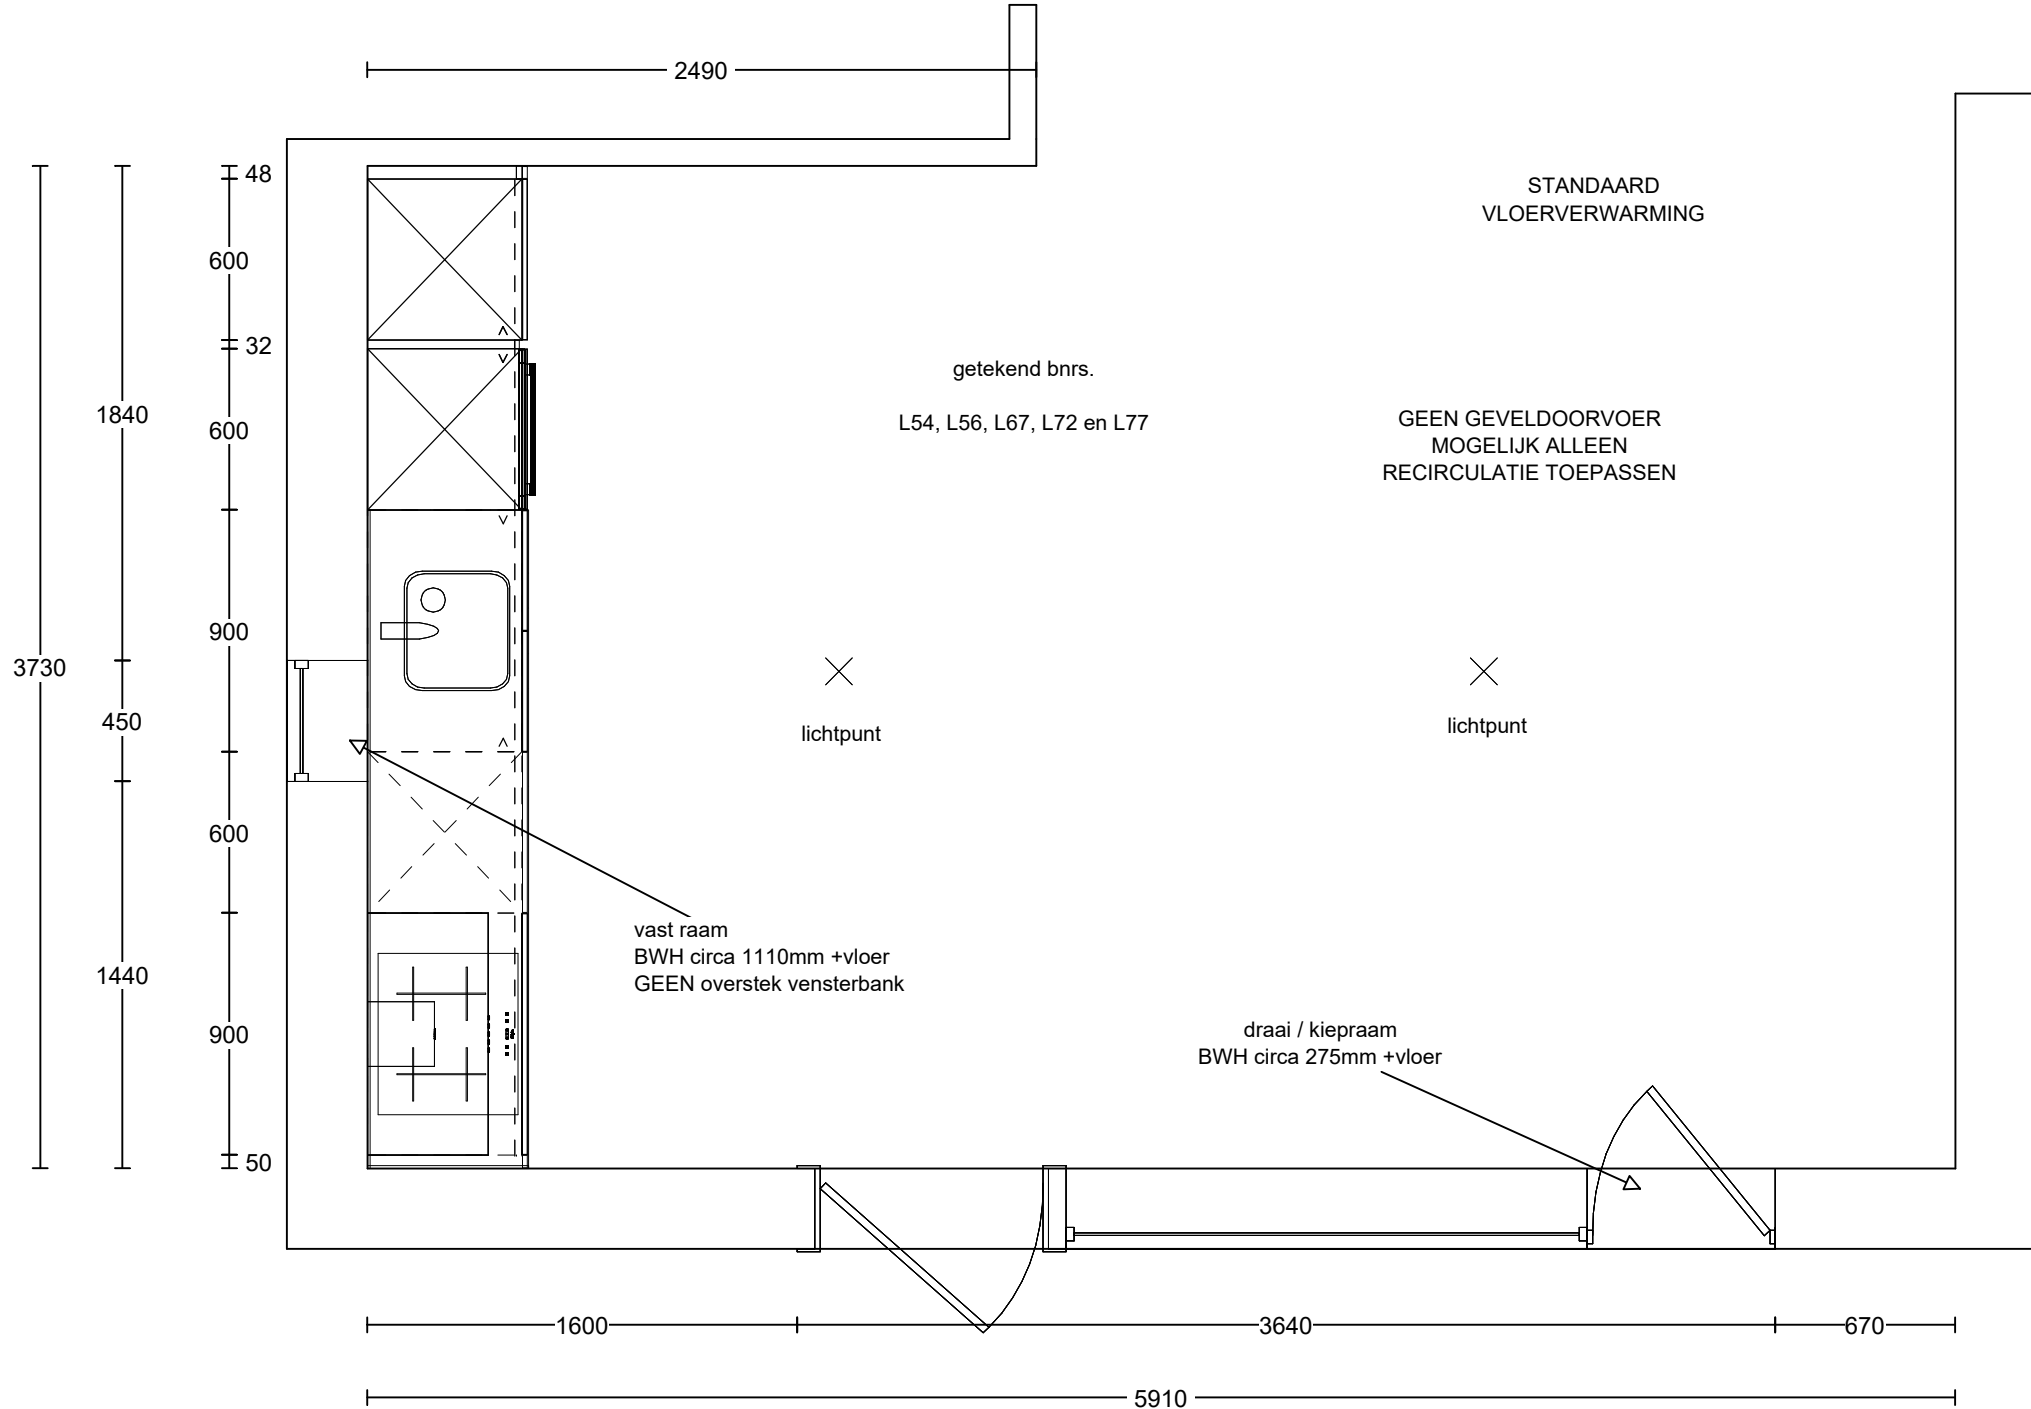 2490
48
600
32
600
900
600
900
50
1840
450
1440
3730
STANDAARD
VLOERVERWARMING
getekend bnrs.
L54, L56, L67, L72 en L77
GEEN GEVELDOORVOER
MOGELIJK ALLEEN
RECIRCULATIE TOEPASSEN
lichtpunt
lichtpunt
vast raam
BWH circa 1110mm +vloer
GEEN overstek vensterbank
draai / kiepraam
BWH circa 275mm +vloer
1600
3640
670
5910